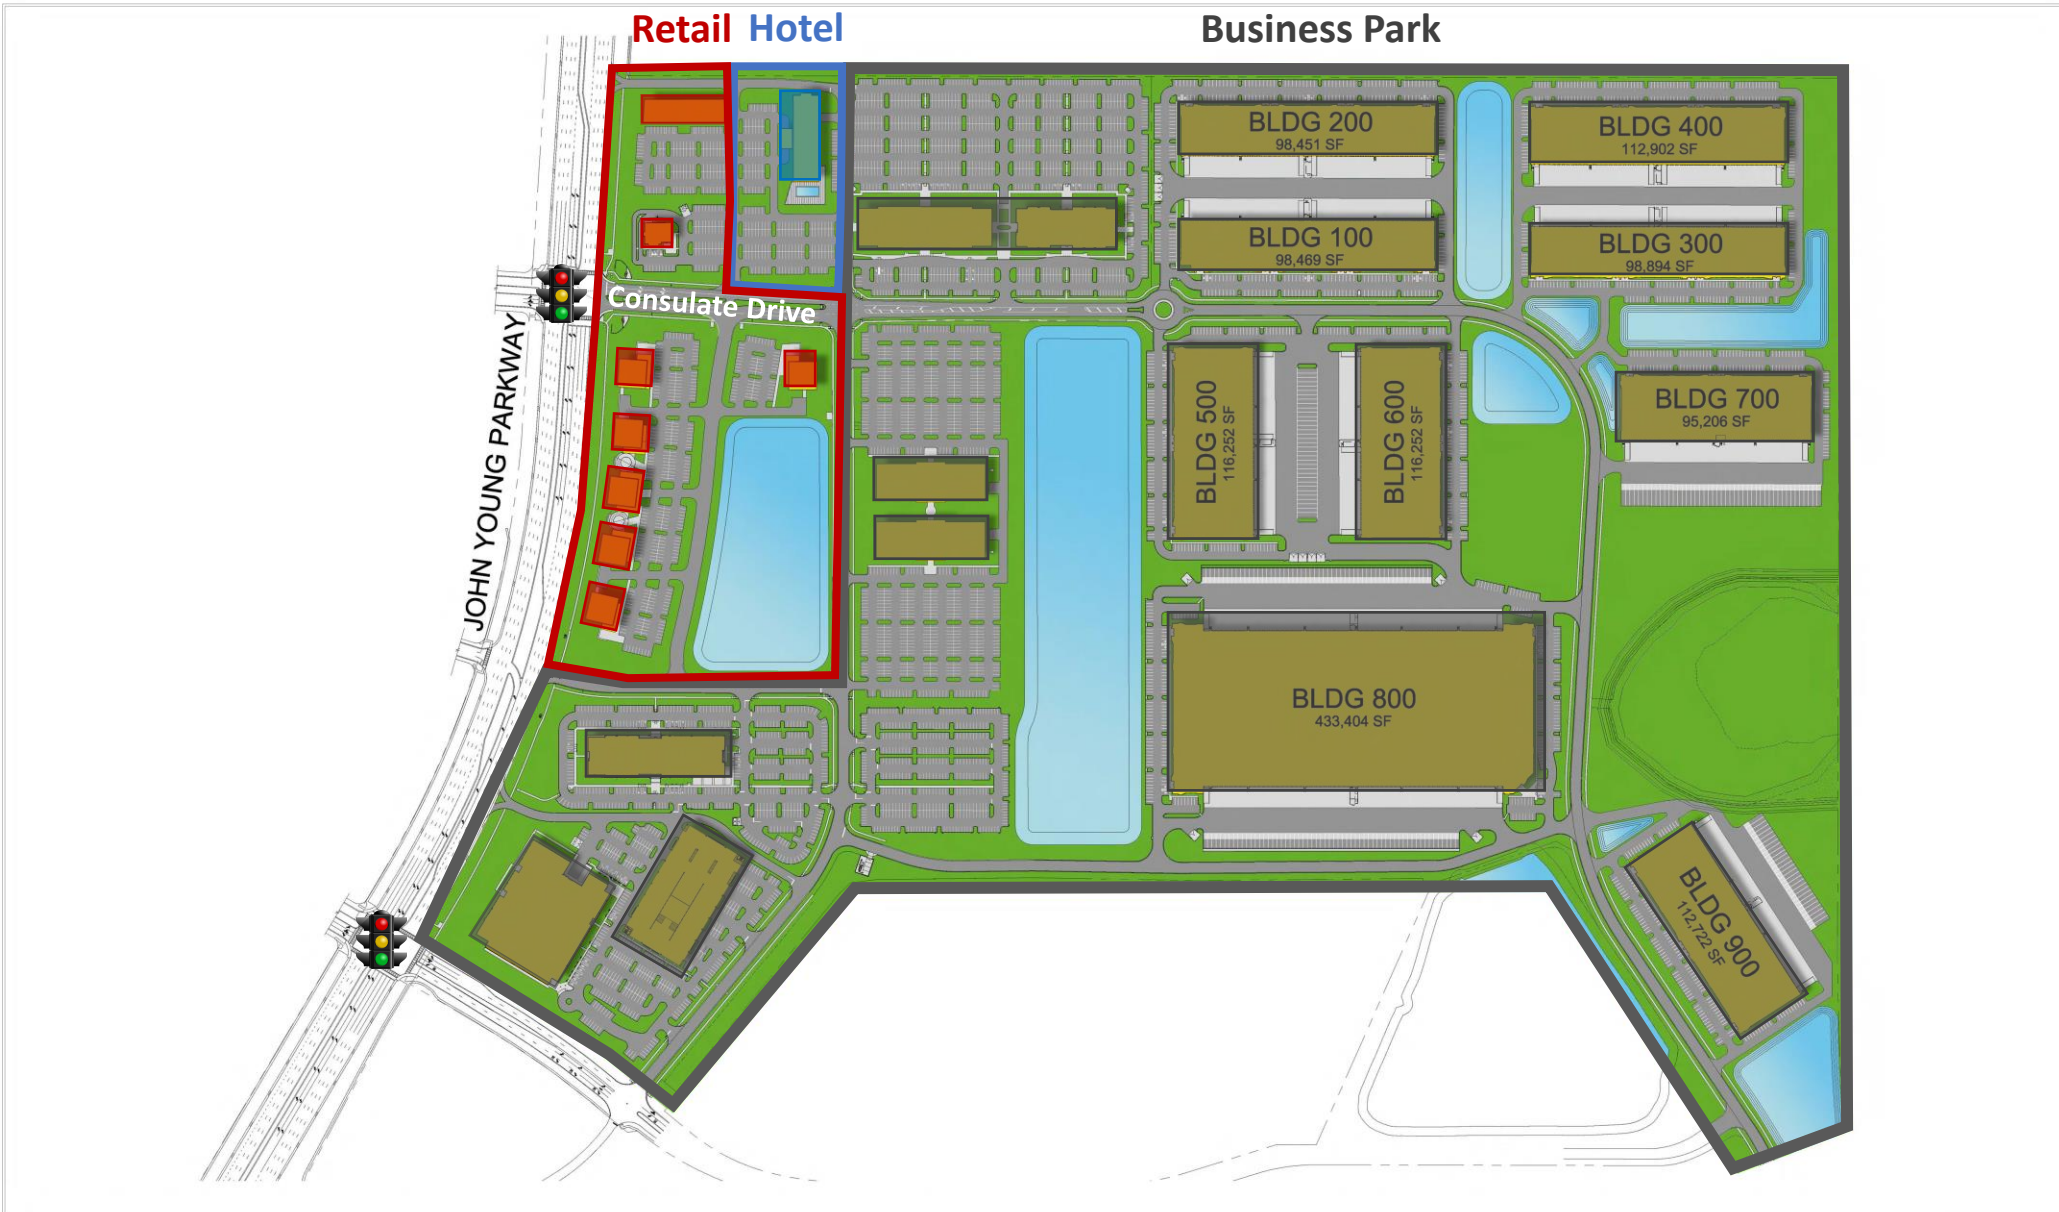 Retail Hotel Business Park
BLDG 200
98,451 SF
BLDG 400
112,902 SF
BLDG 100
98,469 SF
BLDG 300
98,894 SF
Consulate Drive
JOHN YOUNG PARKWAY
BLDG 500
116,252 SF
BLDG 600
116,252 SF
BLDG 700
95,206 SF
BLDG 800
433,404 SF
BLDG 900
112,722 SF